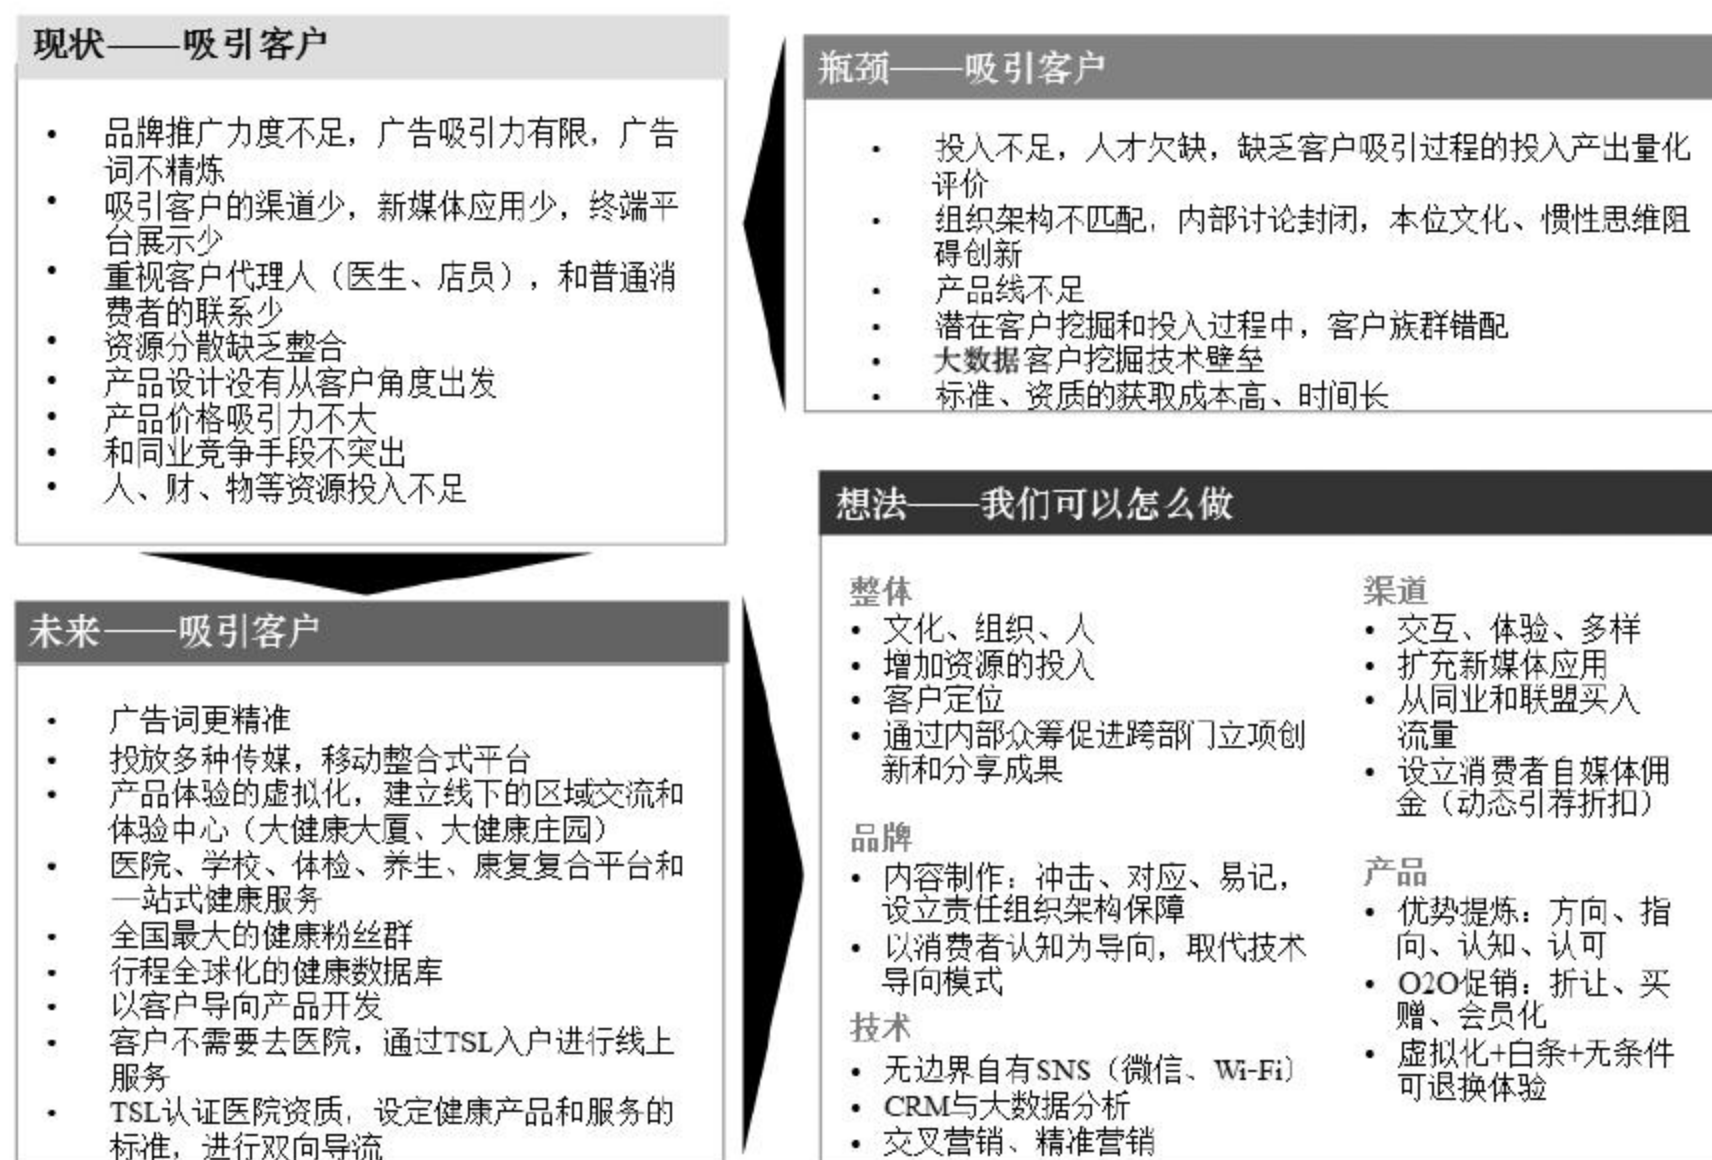 现状——吸引客户
• 品牌推广力度不足，广告吸引力有限，广告
词不精炼
• 吸引客户的渠道少，新媒体应用少，终端平
台展示少
• 重视客户代理人（医生、店员），和普通消
费者的联系少
• 资源分散缺乏整合
• 产品设计没有从客户角度出发
• 产品价格吸引力不大
• 和同业竞争手段不突出
• 人、财、物等资源投入不足
瓶颈——吸引客户
• 投入不足，人才欠缺，缺乏客户吸引过程的投入产出量化
评价
• 组织架构不匹配，内部讨论封闭，本位文化、惯性思维阻
碍创新
• 产品线不足
• 潜在客户挖掘和投入过程中，客户族群错配
• 大数据客户挖掘技术壁垒
• 标准、资质的获取成本高、时间长
未来——吸引客户
• 广告词更精准
• 投放多种传媒，移动整合式平台
• 产品体验的虚拟化，建立线下的区域交流和
体验中心（大健康大厦、大健康庄园）
• 医院、学校、体检、养生、康复复合平台和
一站式健康服务
• 全国最大的健康粉丝群
• 行程全球化的健康数据库
• 以客户导向产品开发
• 客户不需要去医院，通过TSL入户进行线上
服务
• TSL认证医院资质，设定健康产品和服务的
标准，进行双向导流
想法——我们可以怎么做
整体
• 文化、组织、人
• 增加资源的投入
• 客户定位
• 通过内部众筹促进跨部门立项创
新和分享成果
品牌
• 内容制作：冲击、对应、易记，
设立责任组织架构保障
• 以消费者认知为导向，取代技术
导向模式
技术
• 无边界自有SNS（微信、Wi-Fi）
• CRM与大数据分析
• 交叉营销、精准营销
渠道
• 交互、体验、多样
• 扩充新媒体应用
• 从同业和联盟买入
流量
• 设立消费者自媒体佣
金（动态引荐折扣）
产品
• 优势提炼：方向、指
向、认知、认可
• O2O促销：折让、买
赠、会员化
• 虚拟化+白条+无条件
可退换体验